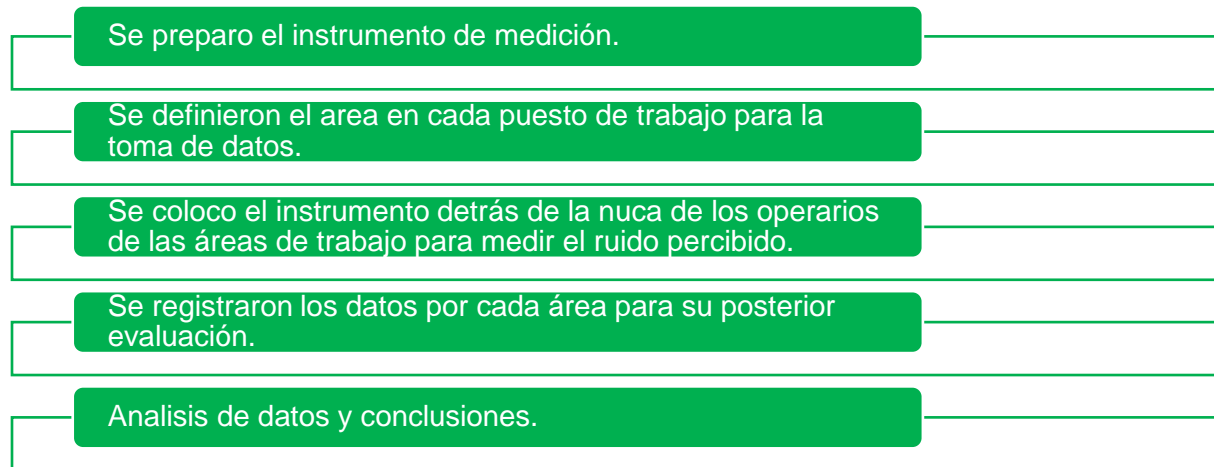 Se preparo el instrumento de medición.
Se definieron el area en cada puesto de trabajo para la
toma de datos.
Se coloco el instrumento detrás de la nuca de los operarios
de las áreas de trabajo para medir el ruido percibido.
Se registraron los datos por cada área para su posterior
evaluación.
Analisis de datos y conclusiones.